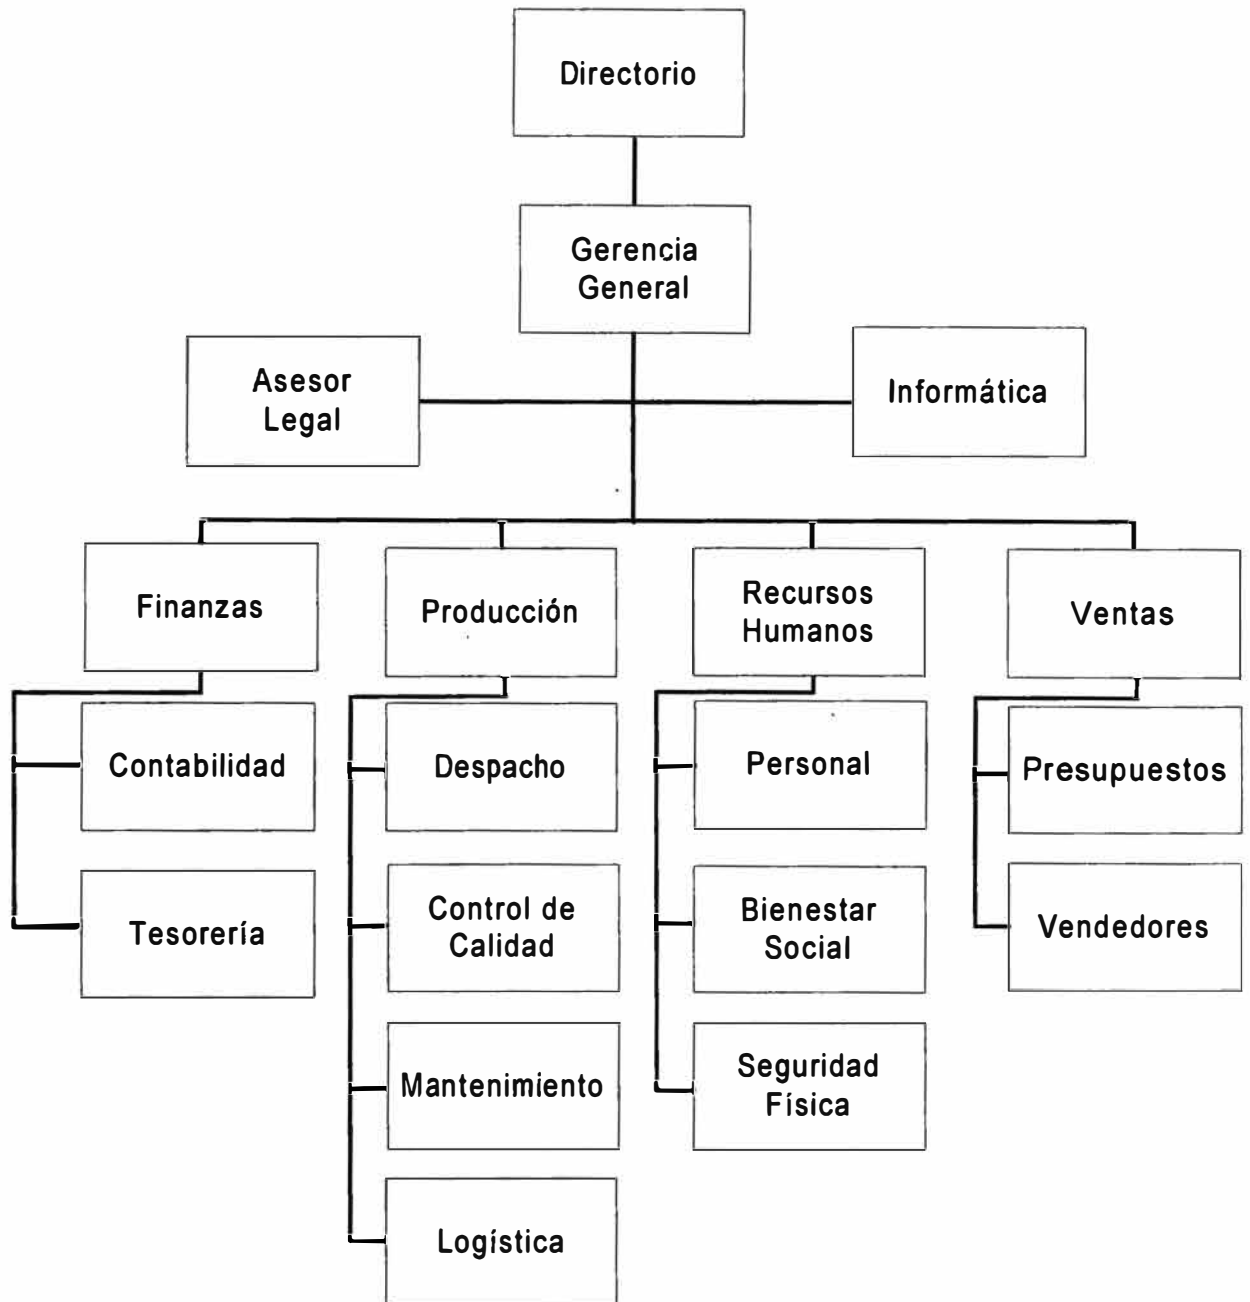 Directorio
Gerencia
General
Asesor
Legal
Informática
Finanzas
Producción
Recursos
Humanos
Ventas
Contabilidad
Despacho
Personal
Presupuestos
Tesorería
Control de
Calidad
Bienestar
Social
Vendedores
Mantenimiento
Seguridad
Física
Logística